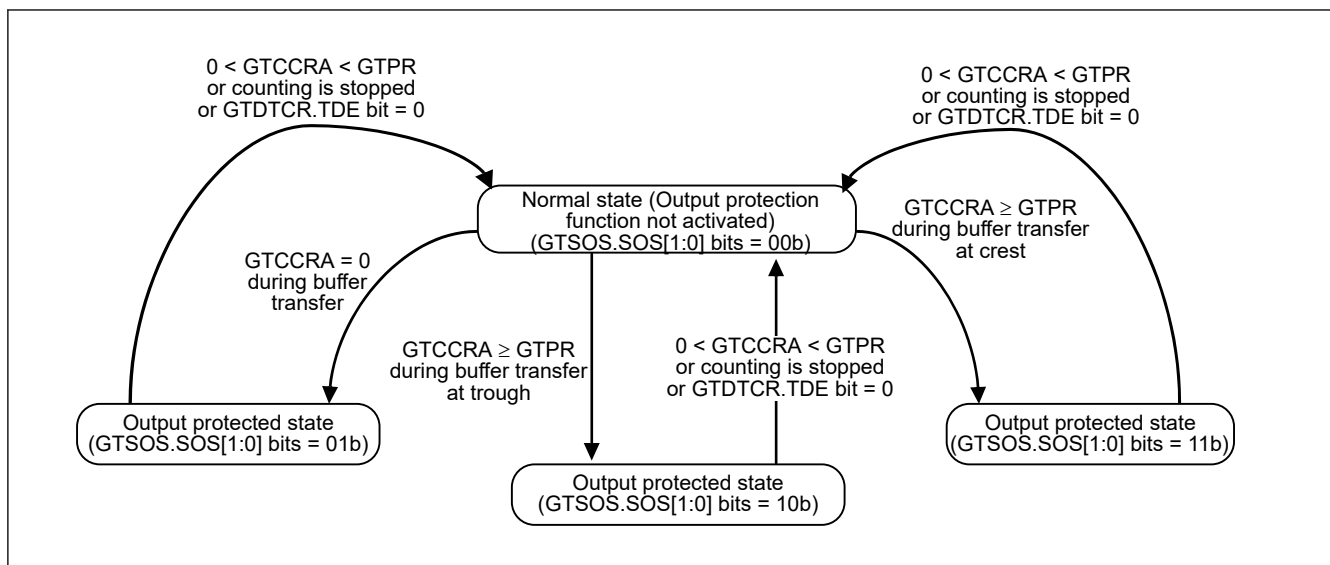 0 < GTCCRA < GTPR
or counting is stopped
or GTDTCR.TDE bit = 0
0 < GTCCRA < GTPR
or counting is stopped
or GTDTCR.TDE bit = 0
Normal state (Output protection
function not activated)
(GTSOS.SOS[1:0] bits = 00b)
GTCCRA ≥ GTPR
during buffer transfer
at crest
GTCCRA = 0
during buffer
transfer
GTCCRA ≥ GTPR
during buffer transfer
at trough
0 < GTCCRA < GTPR
or counting is stopped
or GTDTCR.TDE bit = 0
Output protected state
(GTSOS.SOS[1:0] bits = 01b)
Output protected state
(GTSOS.SOS[1:0] bits = 11b)
Output protected state
(GTSOS.SOS[1:0] bits = 10b)